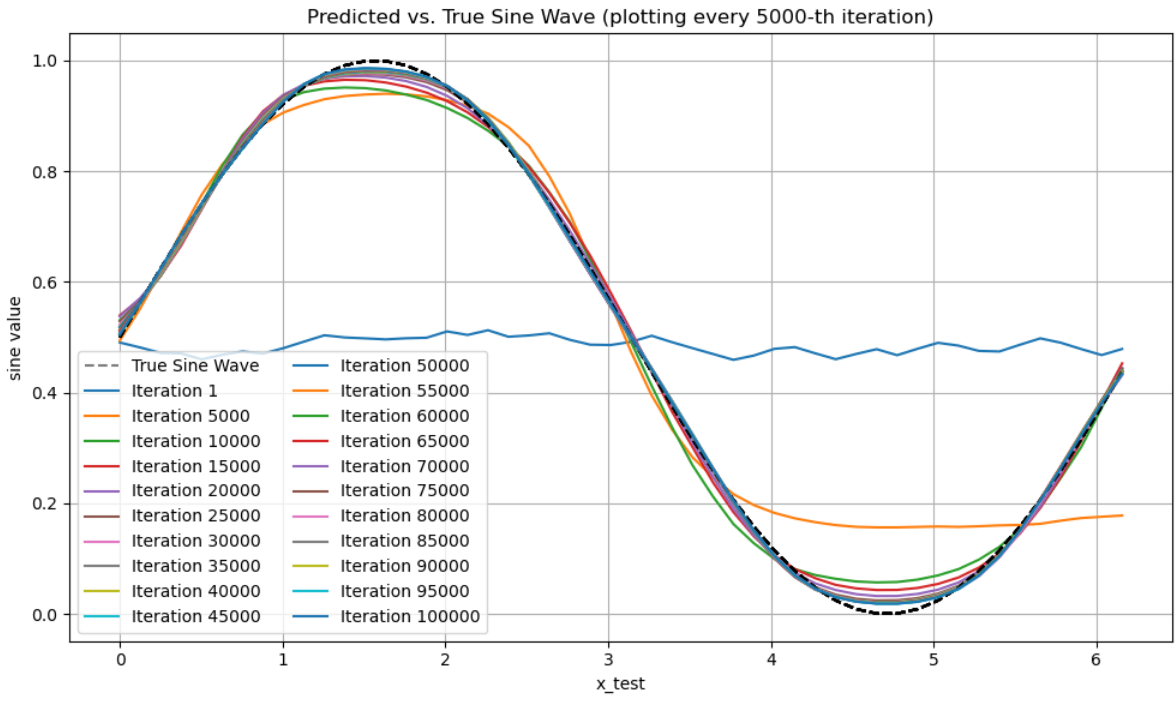 Predicted vs. True Sine Wave (plotting every 5000-th iteration)
1.0
0.8
0.6
0.4
0.2
0.0
sine value
True Sine Wave
Iteration 1
Iteration 5000
Iteration 10000
Iteration 15000
Iteration 20000
Iteration 25000
Iteration 30000
Iteration 35000
Iteration 40000
Iteration 45000
Iteration 50000
Iteration 55000
Iteration 60000
Iteration 65000
Iteration 70000
Iteration 75000
Iteration 80000
Iteration 85000
Iteration 90000
Iteration 95000
Iteration 100000
0 1 2 3 4 5 6
x_test